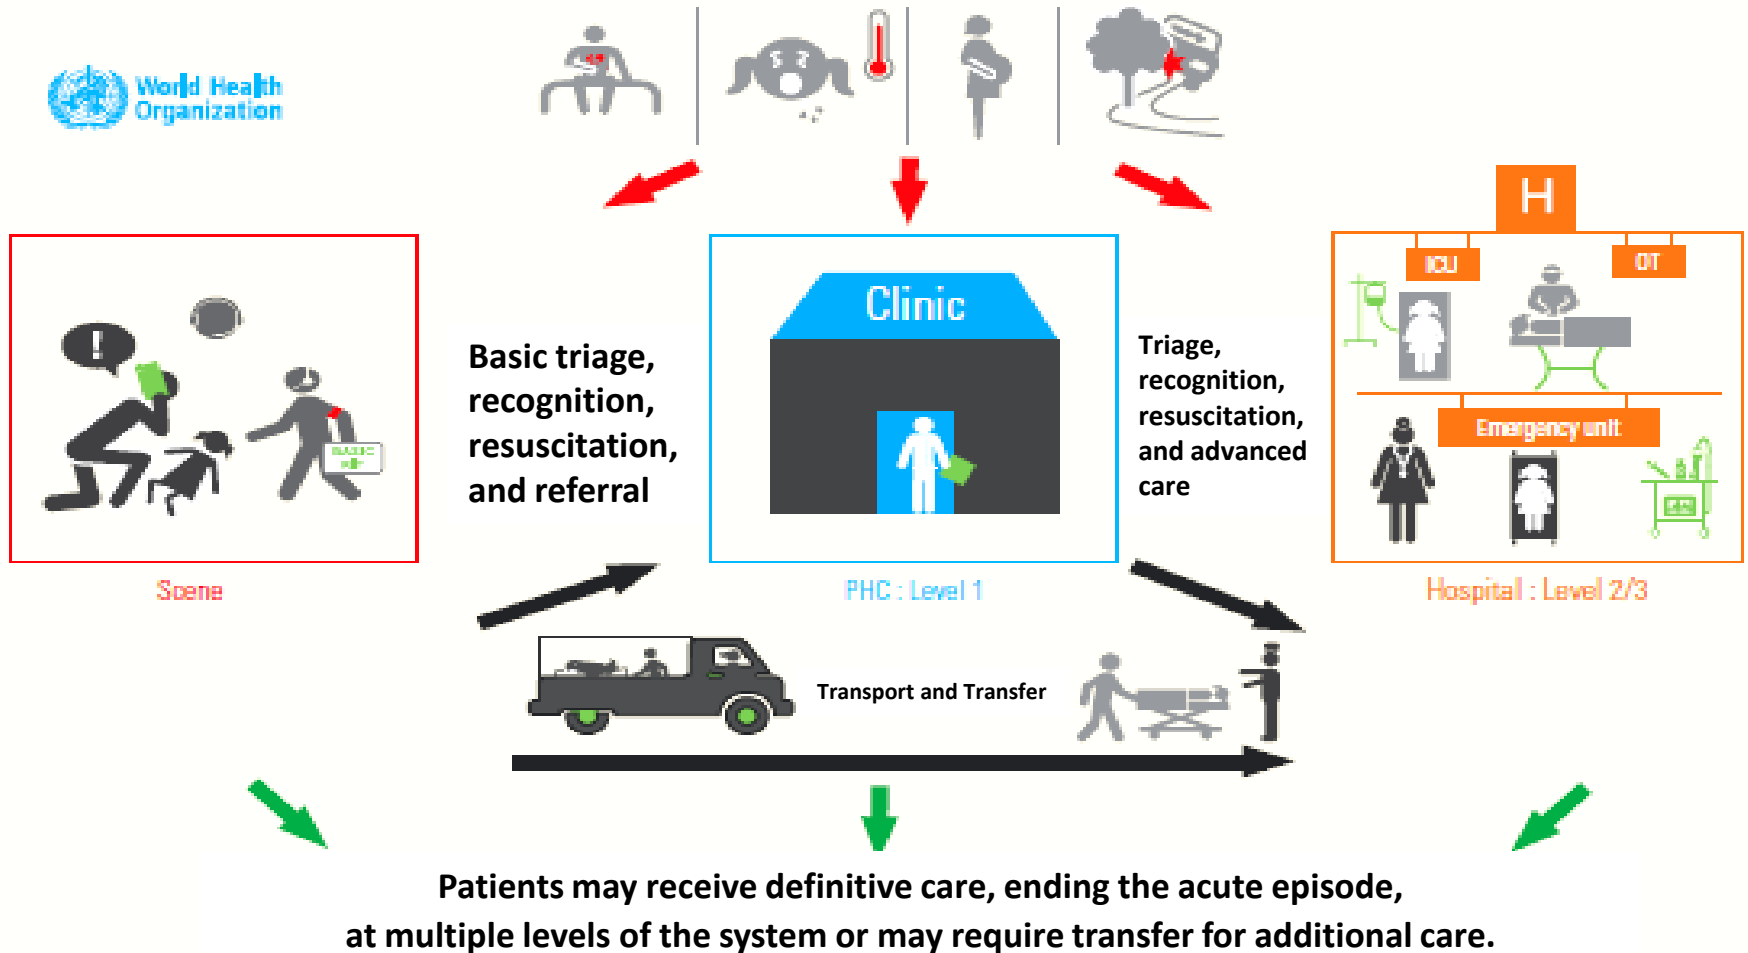 World Health
Organization
H
ICU
OT
Clinic
!
Basic triage,
recognition,
resuscitation,
and referral
Triage,
recognition,
resuscitation,
and advanced
care
Emergency unit
BASIC
KIT
Scene
PHC : Level 1
Hospital : Level 2/3
Transport and Transfer
Patients may receive definitive care, ending the acute episode,
at multiple levels of the system or may require transfer for additional care.